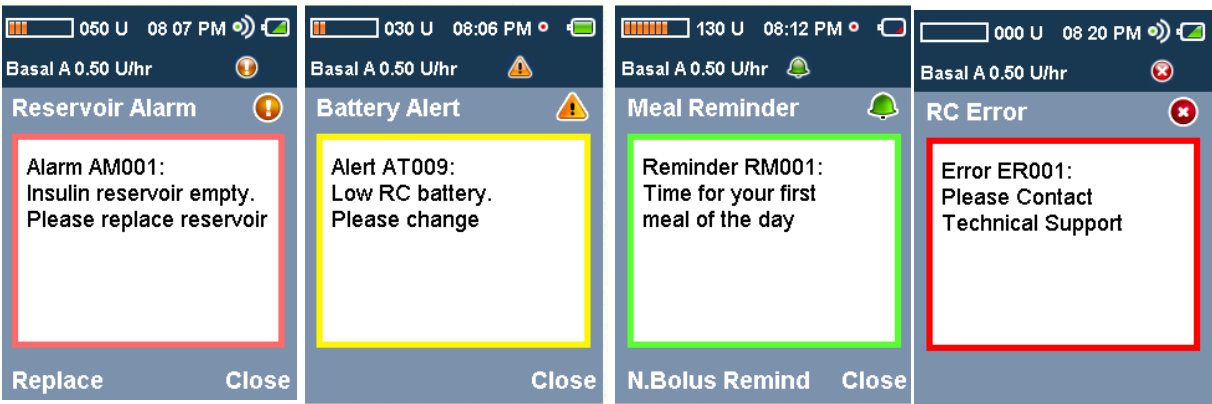 050 U 08 07 PM
Basal A 0.50 U/hr
Reservoir Alarm
Alarm AM001:
Insulin reservoir empty.
Please replace reservoir
Replace Close
030 U 08:06 PM
Basal A 0.50 U/hr
Battery Alert
Alert AT009:
Low RC battery.
Please change
Close
130 U 08:12 PM
Basal A 0.50 U/hr
Meal Reminder
Reminder RM001:
Time for your first
meal of the day
N.Bolus Remind Close
000 U 08 20 PM
Basal A 0.50 U/hr
RC Error
Error ER001:
Please Contact
Technical Support